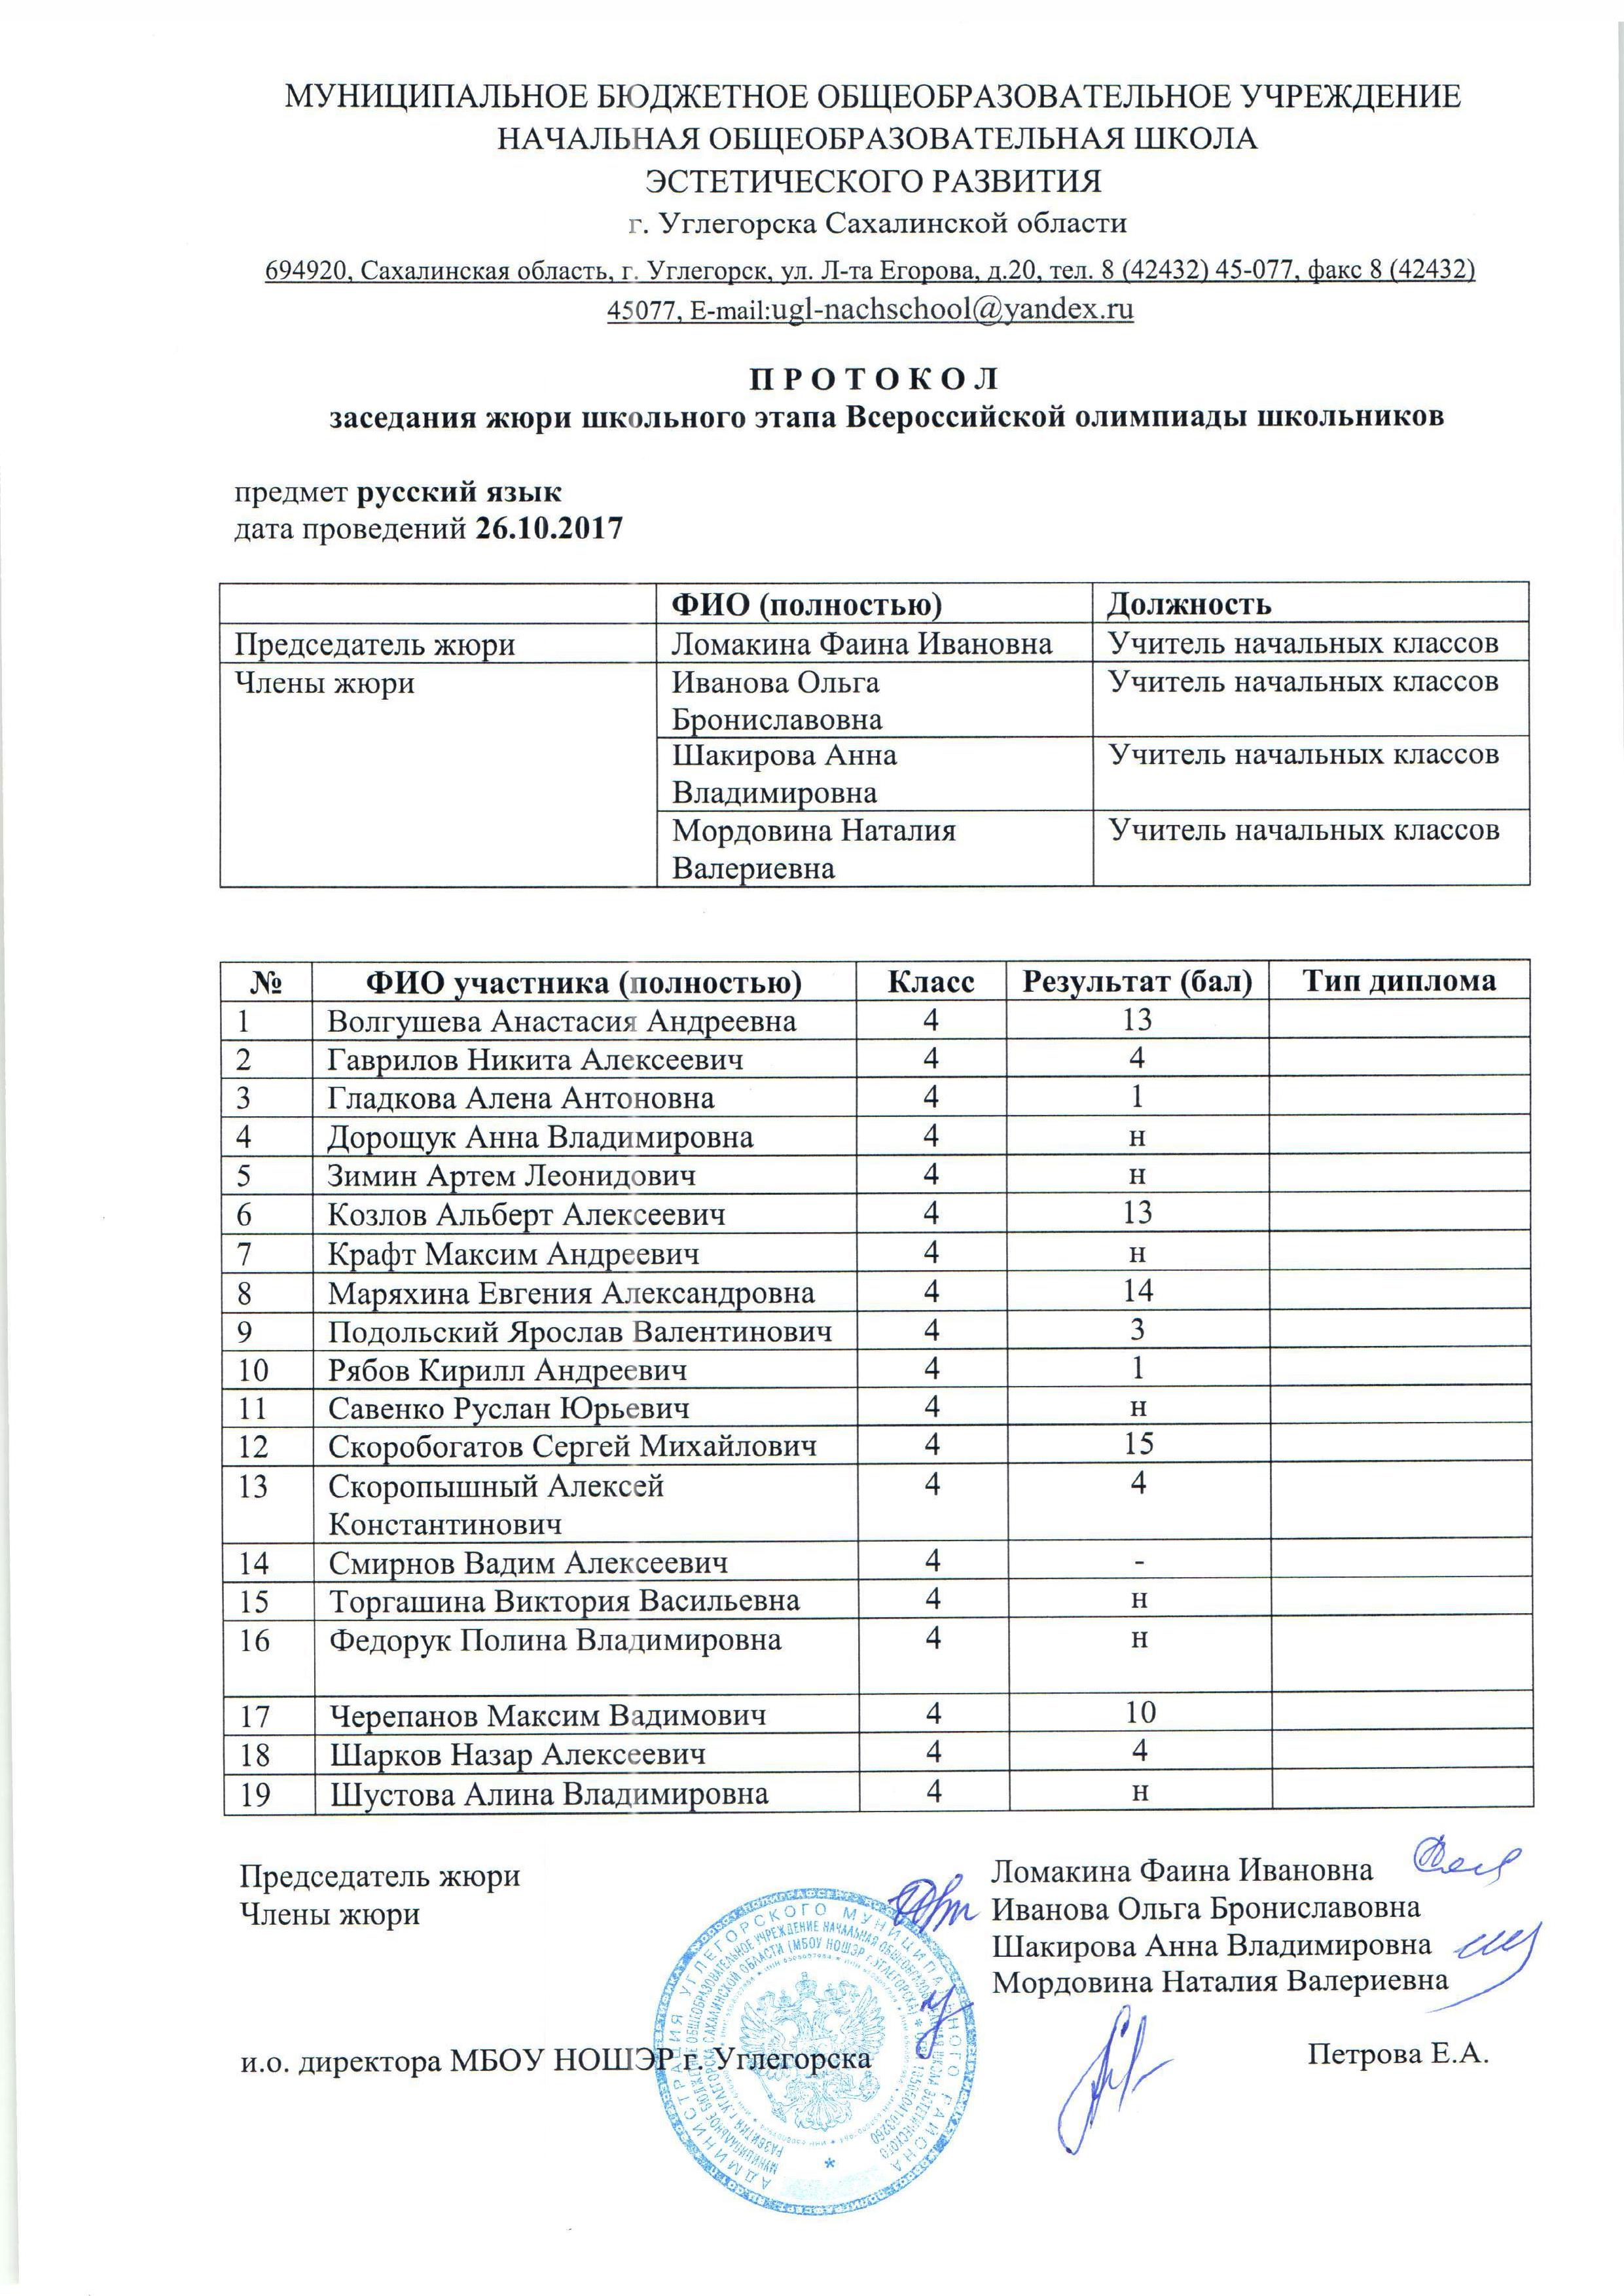 МУНИЦИПАЛЬНОЕ БЮДЖЕТНОЕ ОБЩЕОБРАЗОВАТЕЛЬНОЕ УЧРЕЖДЕНИЕ
НАЧАЛЬНАЯ ОБЩЕОБРАЗОВАТЕЛЬНАЯ ШКОЛА
ЭСТЕТИЧЕСКОГО РАЗВИТИЯ
г. Углегорска Сахалинской области
694920, Сахалинская область, г. Углегорск, ул. Л-та Егорова, д.20, тел. 8 (42432) 45-077, факс 8 (42432)
45077, E-mail:ugl-nachschool@yandex.ru
П Р О Т О К О Л
заседания жюри школьного этапа Всероссийской олимпиады школьников
предмет русский язык
дата проведений 26.10.2017
ФИО (полностью) Должность
Председатель жюри Ломакина Фаина Ивановна Учитель начальных классов
Члены жюри Иванова Ольга Учитель начальных классов
Брониславовна
Шакирова Анна Учитель начальных классов
Владимировна
Мордовина Наталия Учитель начальных классов
Валериевна
№ ФИО участника (полностью) Класс Результат (бал) Тип диплома
1 Волгушева Анастасия Андреевна 4 13
2 Гаврилов Никита Алексеевич 4 4
3 Гладкова Алена Антоновна 4 1
4 Дорощук Анна Владимировна 4 н
5 Зимин Артем Леонидович 4 н
6 Козлов Альберт Алексеевич 4 13
7 Крафт Максим Андреевич 4 н
8 Маряхина Евгения Александровна 4 14
9 Подольский Ярослав Валентинович 4 3
10 Рябов Кирилл Андреевич 4 1
11 Савенко Руслан Юрьевич 4 н
12 Скоробогатов Сергей Михайлович 4 15
13 Скоропышный Алексей 4 4
Константинович
14 Смирнов Вадим Алексеевич 4 -
15 Торгашина Виктория Васильевна 4 н
16 Федорук Полина Владимировна 4 н
17 Черепанов Максим Вадимович 4 10
18 Шарков Назар Алексеевич 4 4
19 Шустова Алина Владимировна 4 н
Председатель жюри Ломакина Фаина Ивановна
Члены жюри Иванова Ольга Брониславовна
Шакирова Анна Владимировна
Мордовина Наталия Валериевна
и.о. директора МБОУ НОШЭР г. Углегорска Петрова Е.А.
АДМИНИСТРАЦИЯ УГЛЕГОРСКОГО МУНИЦИПАЛЬНОГО РАЙОНА
МУНИЦИПАЛЬНОЕ БЮДЖЕТНОЕ ОБЩЕОБРАЗОВАТЕЛЬНОЕ УЧРЕЖДЕНИЕ НАЧАЛЬНАЯ ОБЩЕОБРАЗОВАТЕЛЬНАЯ ШКОЛА ЭСТЕТИЧЕСКОГО
РАЗВИТИЯ Г.УГЛЕГОРСКА САХАЛИНСКОЙ ОБЛАСТИ (МБОУ НОШЭР Г.УГЛЕГОРСКА)